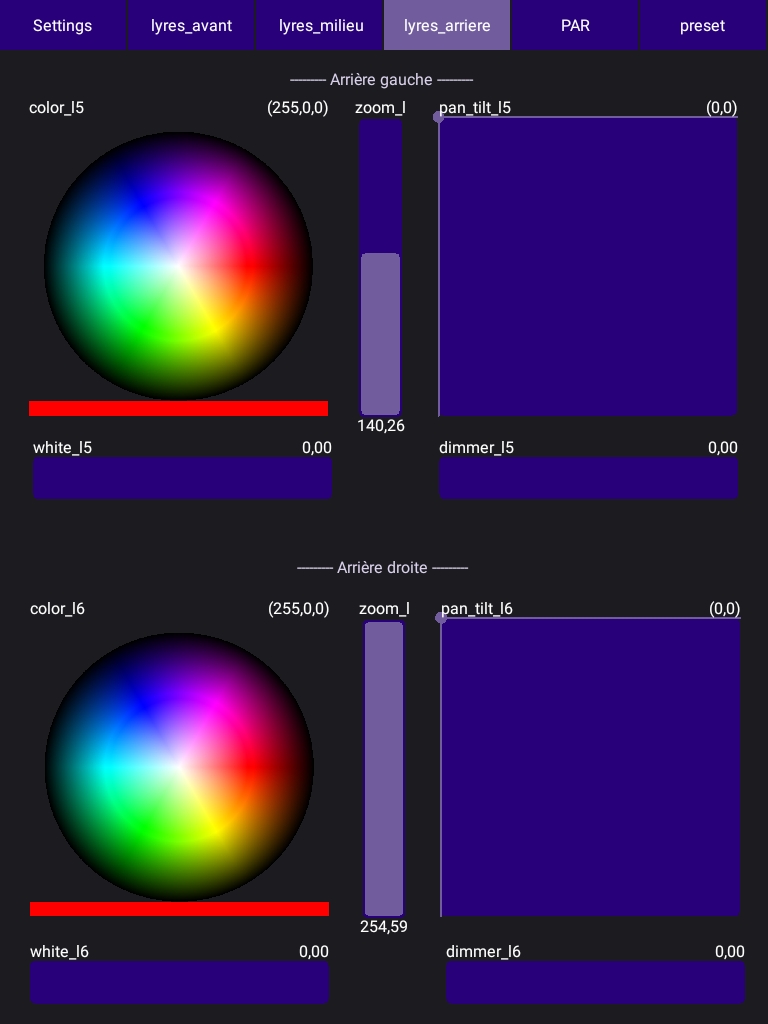 Settings lyres_avant lyres_milieu lyres_arriere PAR preset
-------- Arrière gauche --------
color_l5 (255,0,0) zoom_l pan_tilt_l5 (0,0)
140,26
white_l5 0,00 dimmer_l5 0,00
-------- Arrière droite --------
color_l6 (255,0,0) zoom_l pan_tilt_l6 (0,0)
254,59
white_l6 0,00 dimmer_l6 0,00